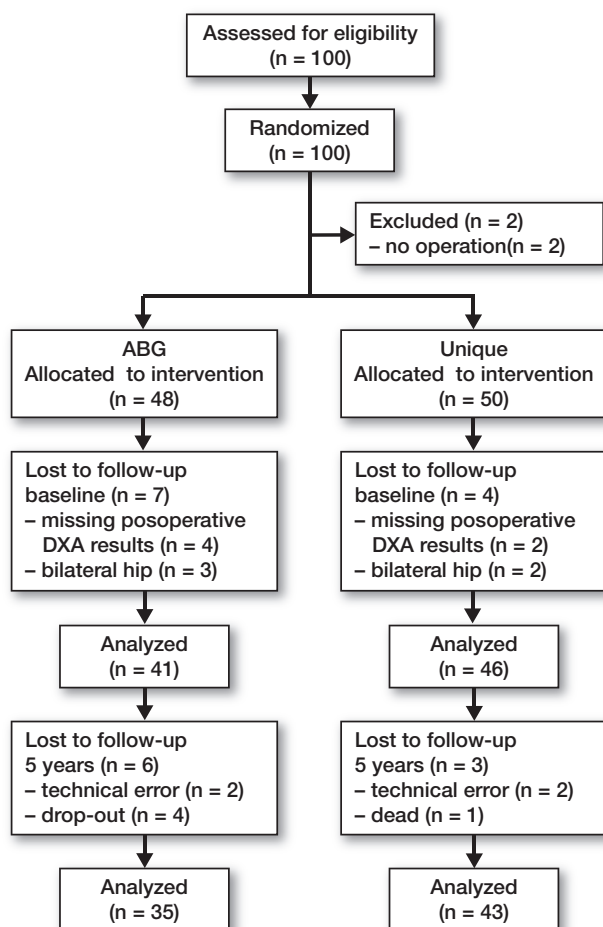 Assessed for eligibility
(n = 100)
Randomized
(n = 100)
Excluded (n = 2)
– no operation(n = 2)
ABG
Allocated to intervention
(n = 48)
Unique
Allocated to intervention
(n = 50)
Lost to follow-up
baseline (n = 7)
– missing posoperative
DXA results (n = 4)
– bilateral hip (n = 3)
Lost to follow-up
baseline (n = 4)
– missing posoperative
DXA results (n = 2)
– bilateral hip (n = 2)
Analyzed
(n = 41)
Analyzed
(n = 46)
Lost to follow-up
5 years (n = 6)
– technical error (n = 2)
– drop-out (n = 4)
Lost to follow-up
5 years (n = 3)
– technical error (n = 2)
– dead (n = 1)
Analyzed
(n = 35)
Analyzed
(n = 43)